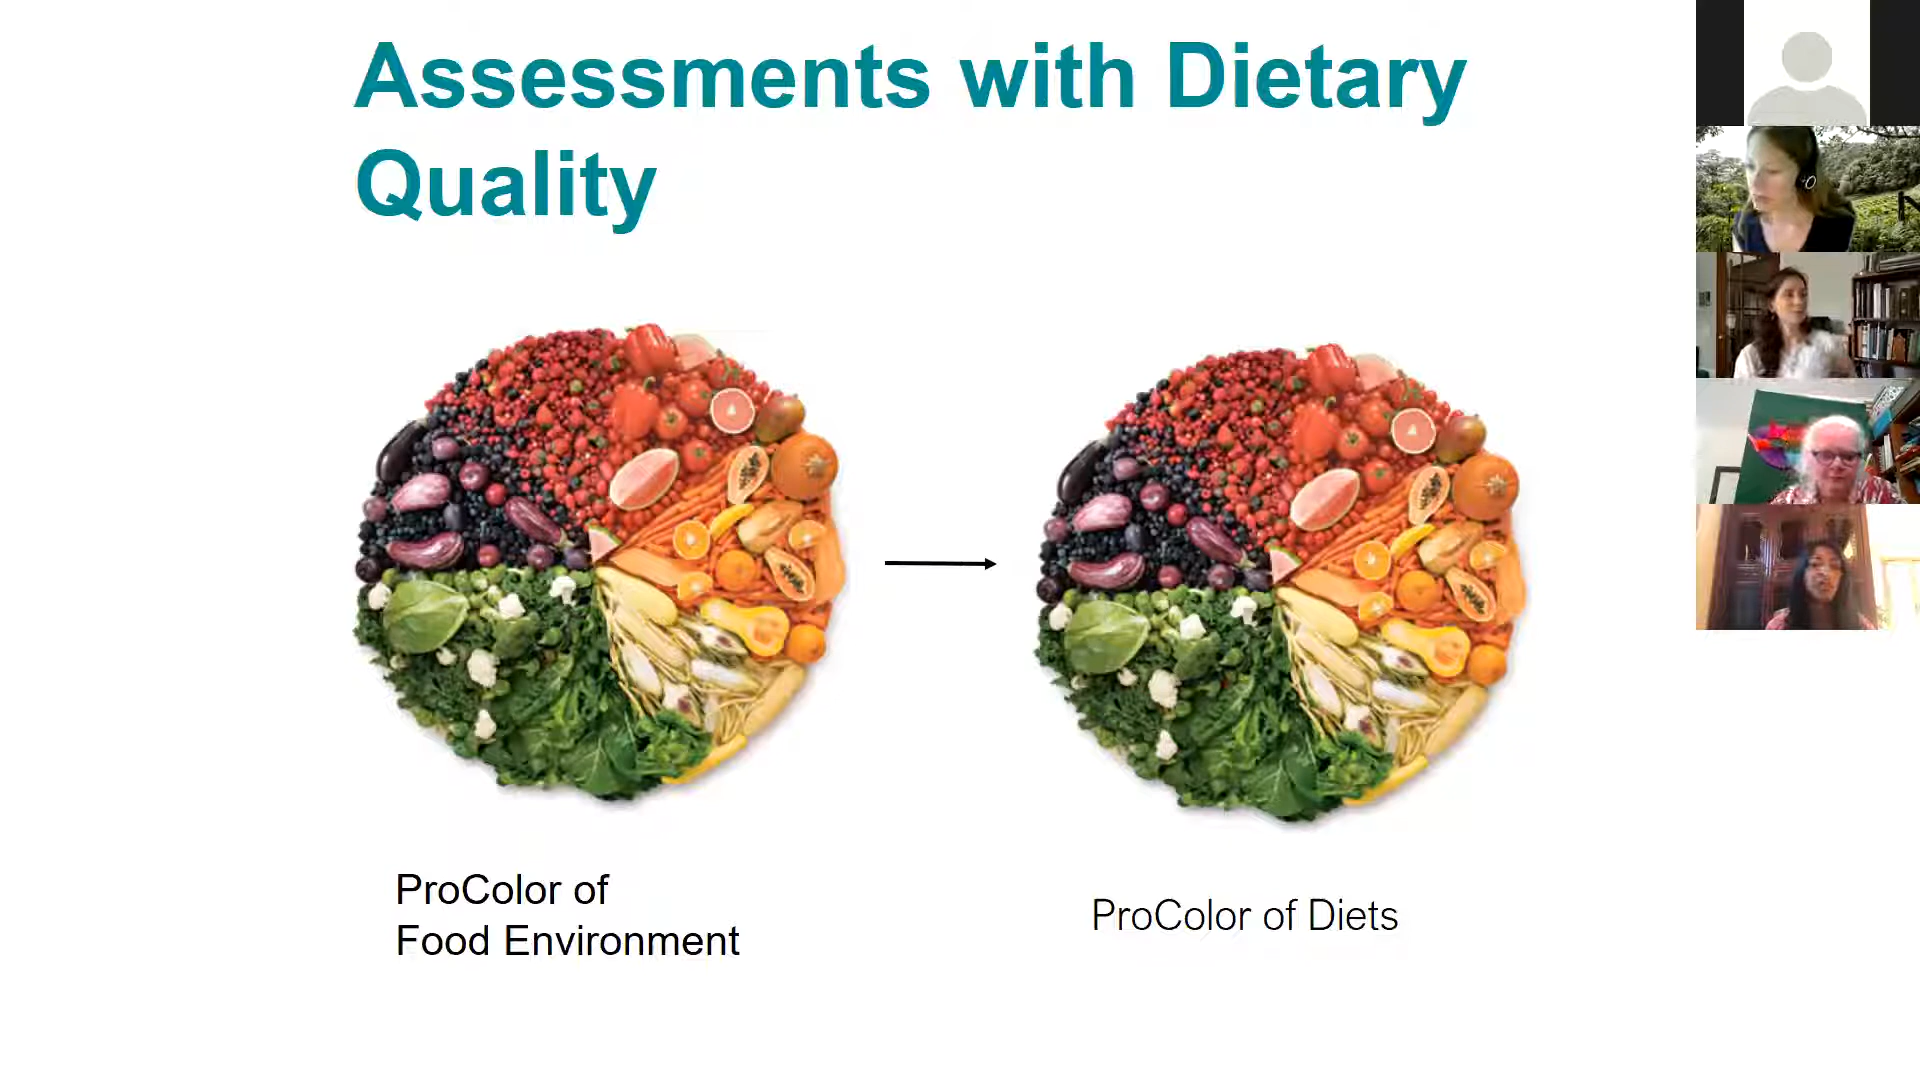 Assessments with Dietary
Quality
ProColor of
Food Environment
ProColor of Diets